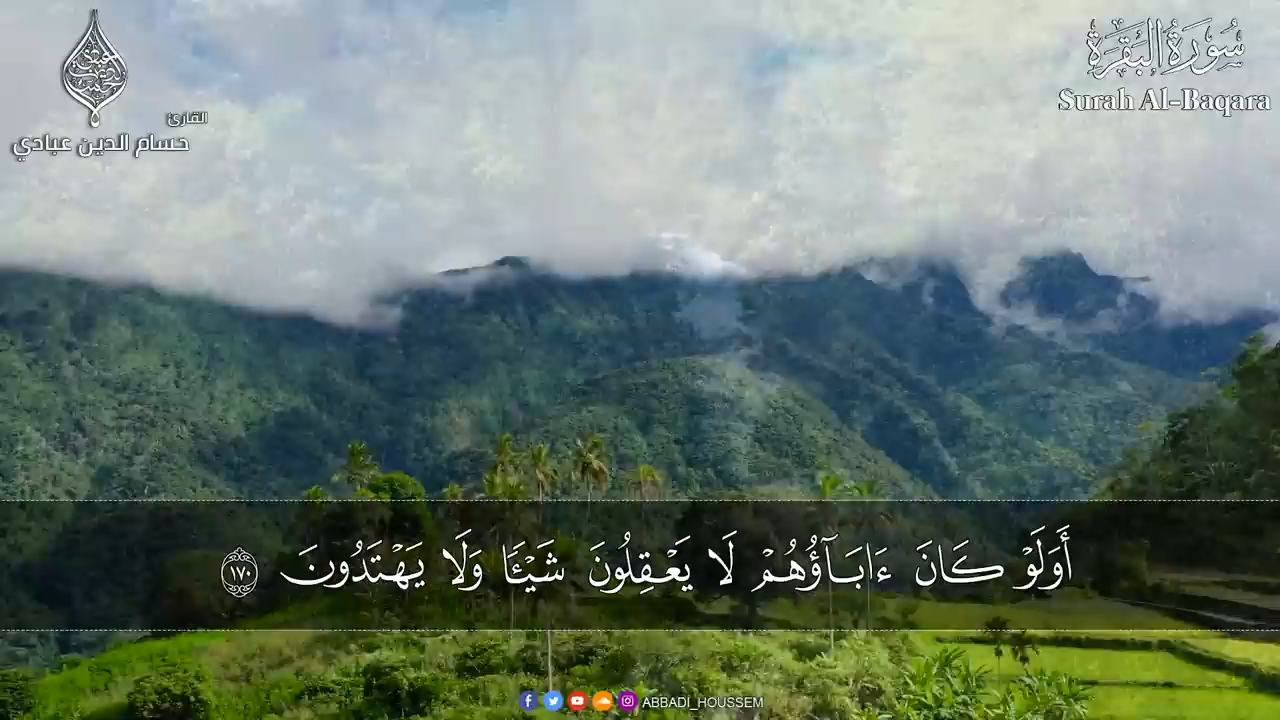 سُورَةُ البَقَرَةِ
Surah Al-Baqara
القارئ
حسام الدين عبادي
أَوَلَوْ كَانَ ءَابَآؤُهُمْ لَا يَعْقِلُونَ شَيْـًٔا وَلَا يَهْتَدُونَ ١٧٠
ABBADI_HOUSSEM